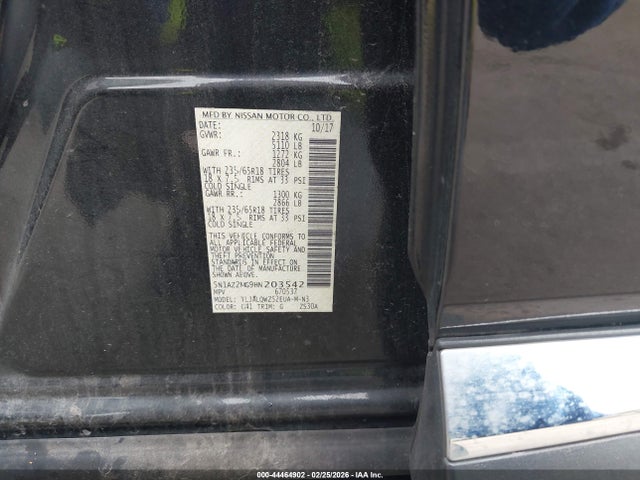 MFD BY NISSAN MOTOR CO., LTD.
DATE: 10/17
GVWR: 2318 KG
5110 LB
GAWR FR.: 1272 KG
2804 LB
WITH 235/65R18 TIRES
18 X 7.5 RIMS AT 33 PSI
COLD SINGLE
GAWR RR.: 1300 KG
2866 LB
WITH 235/65R18 TIRES
18 X 7.5 RIMS AT 33 PSI
COLD SINGLE
THIS VEHICLE CONFORMS TO
ALL APPLICABLE FEDERAL
MOTOR VEHICLE SAFETY AND
THEFT PREVENTION
STANDARDS IN EFFECT ON
THE DATE OF MANUFACTURE
SHOWN ABOVE.
5N1AZ2MG9HN203542
MPV 670537
MODEL: TLJALQWZ52EUA-M-N3
COLOR: TRIM: G 2530A
000-44464902 - 02/25/2026 - IAA, Inc.